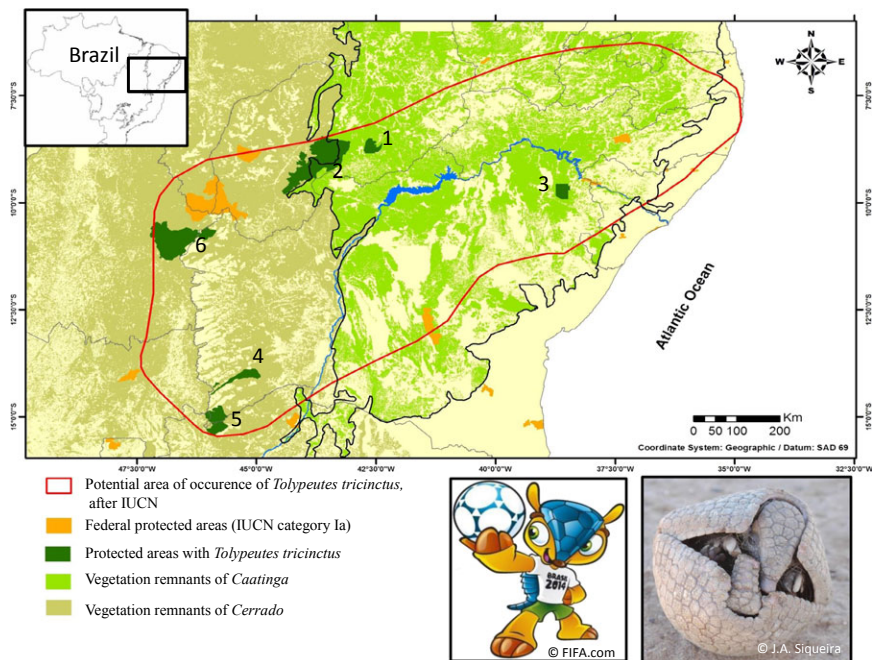 Brazil
N
W E
S
7°30'0"S
10°0'0"S
12°30'0"S
15°0'0"S
1
2
3
6
4
5
Atlantic Ocean
Km
0 50 100 200
Coordinate System: Geographic / Datum: SAD 69
47°30'0"W
45°0'0"W
42°30'0"W
40°0'0"W
37°30'0"W
35°0'0"W
32°30'0"W
Potential area of occurence of Tolypeutes tricinctus,
after IUCN
Federal protected areas (IUCN category Ia)
Protected areas with Tolypeutes tricinctus
Vegetation remnants of Caatinga
Vegetation remnants of Cerrado
BRASIL
2014
© FIFA.com
© J.A. Siqueira